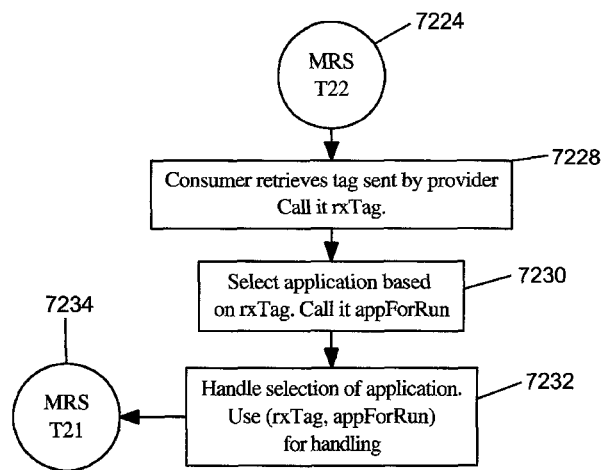 7224
MRS
T22
7228
Consumer retrieves tag sent by provider
Call it rxTag.
7230
Select application based
on rxTag. Call it appForRun
7234
7232
Handle selection of application.
Use (rxTag, appForRun)
for handling
MRS
T21